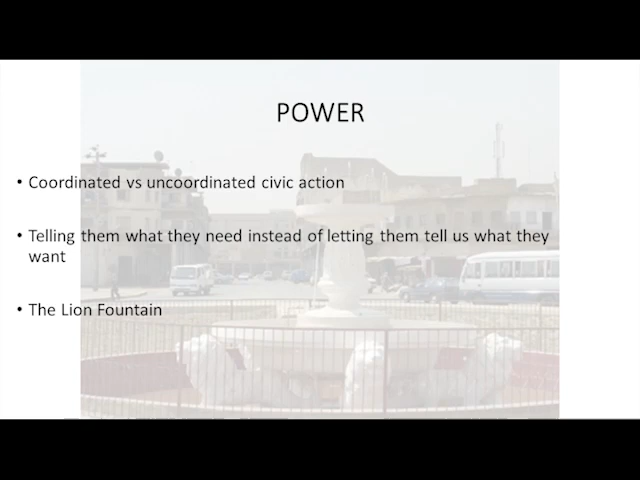 POWER
• Coordinated vs uncoordinated civic action
• Telling them what they need instead of letting them tell us what they
want
• The Lion Fountain